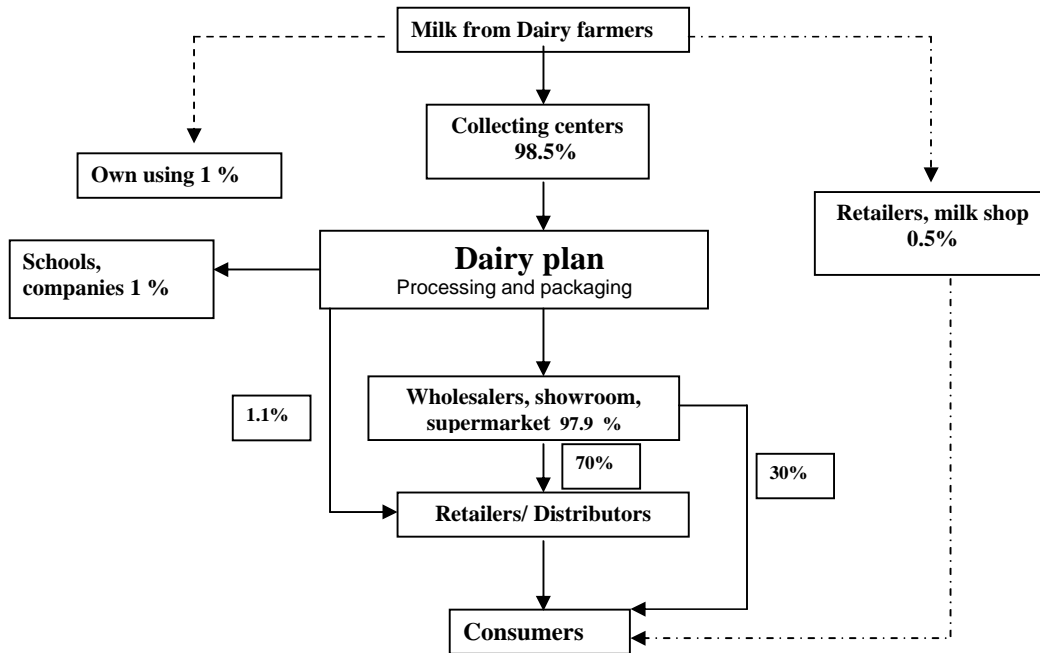 Milk from Dairy farmers
Collecting centers
98.5%
Own using 1 %
Retailers, milk shop
0.5%
Schools,
companies 1 %
Dairy plan
Processing and packaging
Wholesalers, showroom,
supermarket 97.9 %
1.1%
70%
30%
Retailers/ Distributors
Consumers